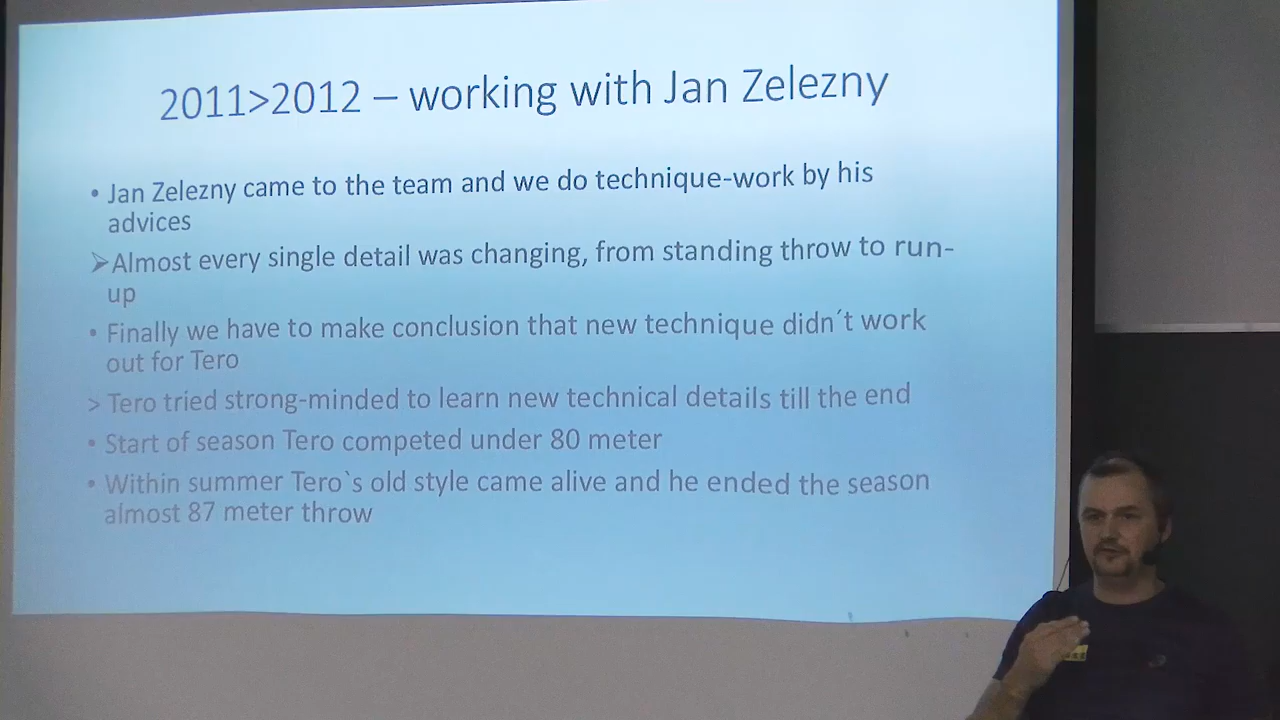 2011>2012 – working with Jan Zelezny
• Jan Zelezny came to the team and we do technique-work by his
advices
➢Almost every single detail was changing, from standing throw to run-
up
• Finally we have to make conclusion that new technique didn´t work
out for Tero
> Tero tried strong-minded to learn new technical details till the end
• Start of season Tero competed under 80 meter
• Within summer Tero`s old style came alive and he ended the season
almost 87 meter throw